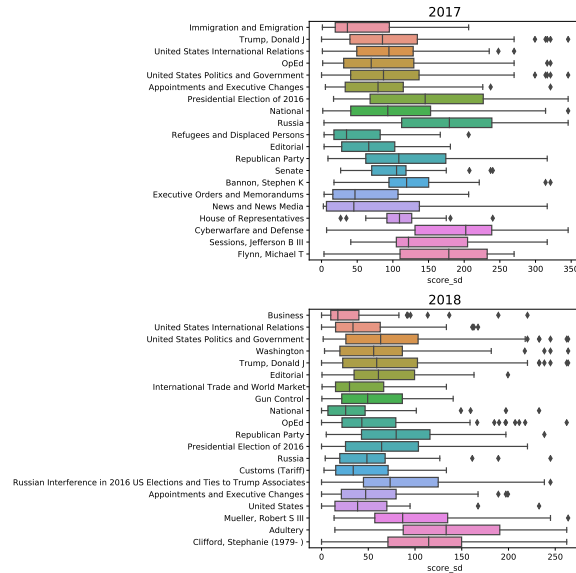 2017
Immigration and Emigration
Trump, Donald J
United States International Relations
OpEd
United States Politics and Government
Appointments and Executive Changes
Presidential Election of 2016
National
Russia
Refugees and Displaced Persons
Editorial
Republican Party
Senate
Bannon, Stephen K
Executive Orders and Memorandums
News and News Media
House of Representatives
Cyberwarfare and Defense
Sessions, Jefferson B III
Flynn, Michael T
0 50 100 150 200 250 300 350
score_sd
2018
Business
United States International Relations
United States Politics and Government
Washington
Trump, Donald J
Editorial
International Trade and World Market
Gun Control
National
OpEd
Republican Party
Presidential Election of 2016
Russia
Customs (Tariff)
Russian Interference in 2016 US Elections and Ties to Trump Associates
Appointments and Executive Changes
United States
Mueller, Robert S III
Adultery
Clifford, Stephanie (1979- )
0 50 100 150 200 250
score_sd